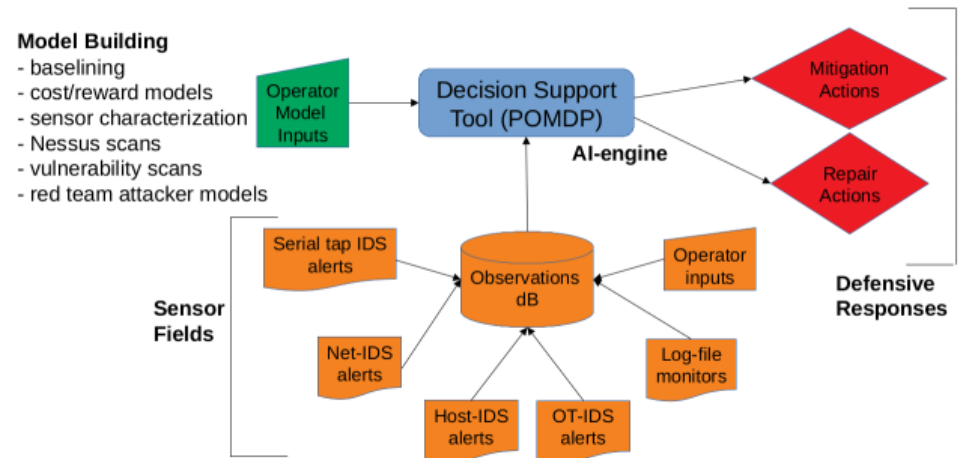 Model Building
- baselining
- cost/reward models
- sensor characterization
- Nessus scans
- vulnerability scans
- red team attacker models
Operator
Model
Inputs
Decision Support
Tool (POMDP)
AI-engine
Mitigation
Actions
Repair
Actions
Defensive
Responses
Sensor
Fields
Serial tap IDS
alerts
Observations
dB
Operator
inputs
Net-IDS
alerts
Host-IDS
alerts
OT-IDS
alerts
Log-file
monitors